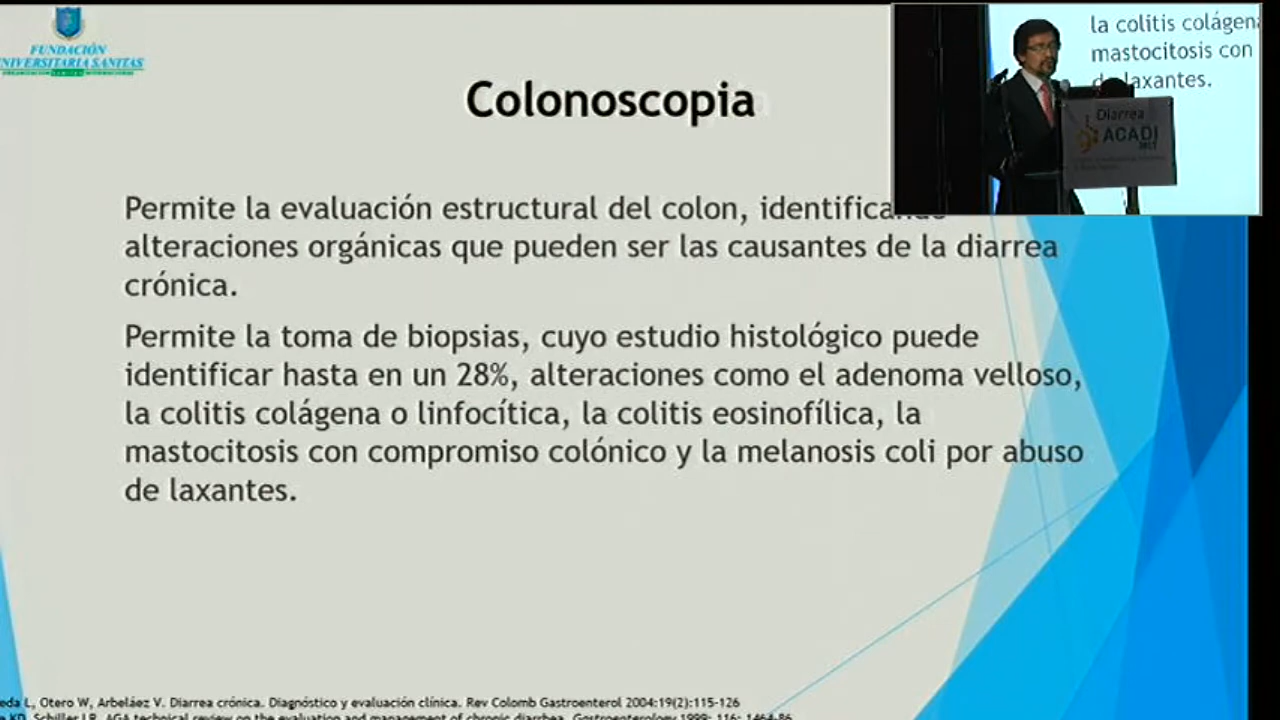 FUNDACIÓN
UNIVERSITARIA SANITAS
Colonoscopia
Permite la evaluación estructural del colon, identificando
alteraciones orgánicas que pueden ser las causantes de la diarrea
crónica.
Permite la toma de biopsias, cuyo estudio histológico puede
identificar hasta en un 28%, alteraciones como el adenoma velloso,
la colitis colágena o linfocítica, la colitis eosinofílica, la
mastocitosis con compromiso colónico y la melanosis coli por abuso
de laxantes.
la colitis colágena
mastocitosis con
de laxantes.
Diarrea
ACADI
eda L, Otero W, Arbeláez V. Diarrea crónica. Diagnóstico y evaluación clínica. Rev Colomb Gastroenterol 2004:19(2):115-126
KD, Schiller LR. AGA technical review on the evaluation and management of chronic diarrhea. Gastroenterology 1999; 116: 1464-86